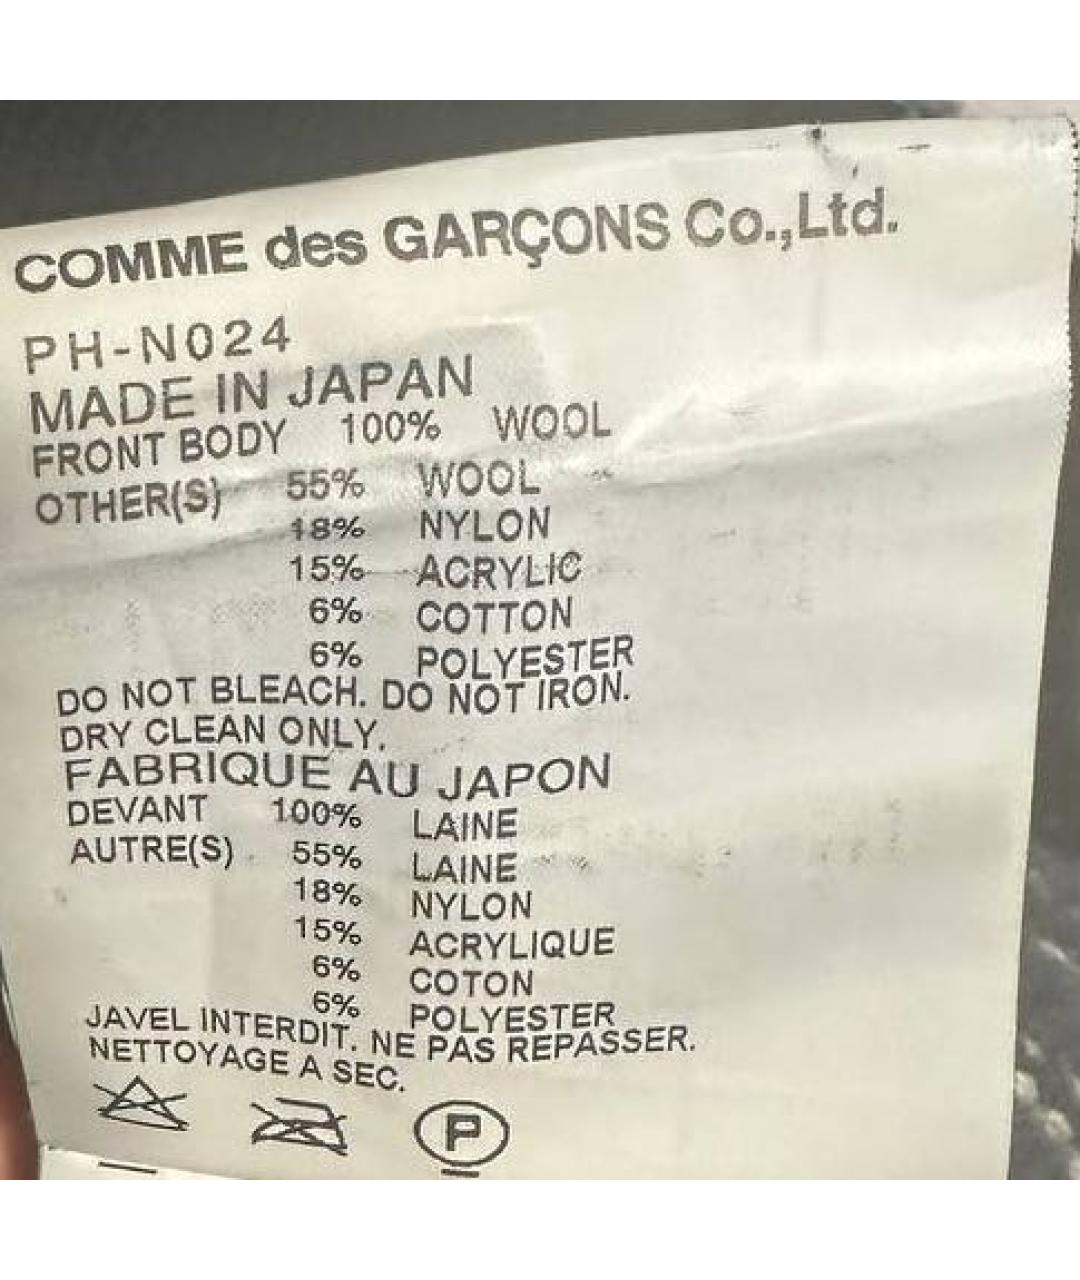 COMME des GARÇONS Co.,Ltd.
PH-N024
MADE IN JAPAN
FRONT BODY 100% WOOL
OTHER(S) 55% WOOL
18% NYLON
15% ACRYLIC
6% COTTON
6% POLYESTER
DO NOT BLEACH. DO NOT IRON.
DRY CLEAN ONLY.
FABRIQUE AU JAPON
DEVANT 100% LAINE
AUTRE(S) 55% LAINE
18% NYLON
15% ACRYLIQUE
6% COTON
6% POLYESTER
JAVEL INTERDIT. NE PAS REPASSER.
NETTOYAGE A SEC.
P